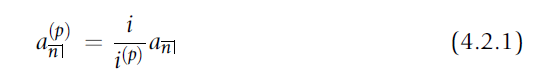 $a_{\overline{n}|}^{(p)} = \frac{i}{i^{(p)}} a_{\overline{n}|}$ (4.2.1)